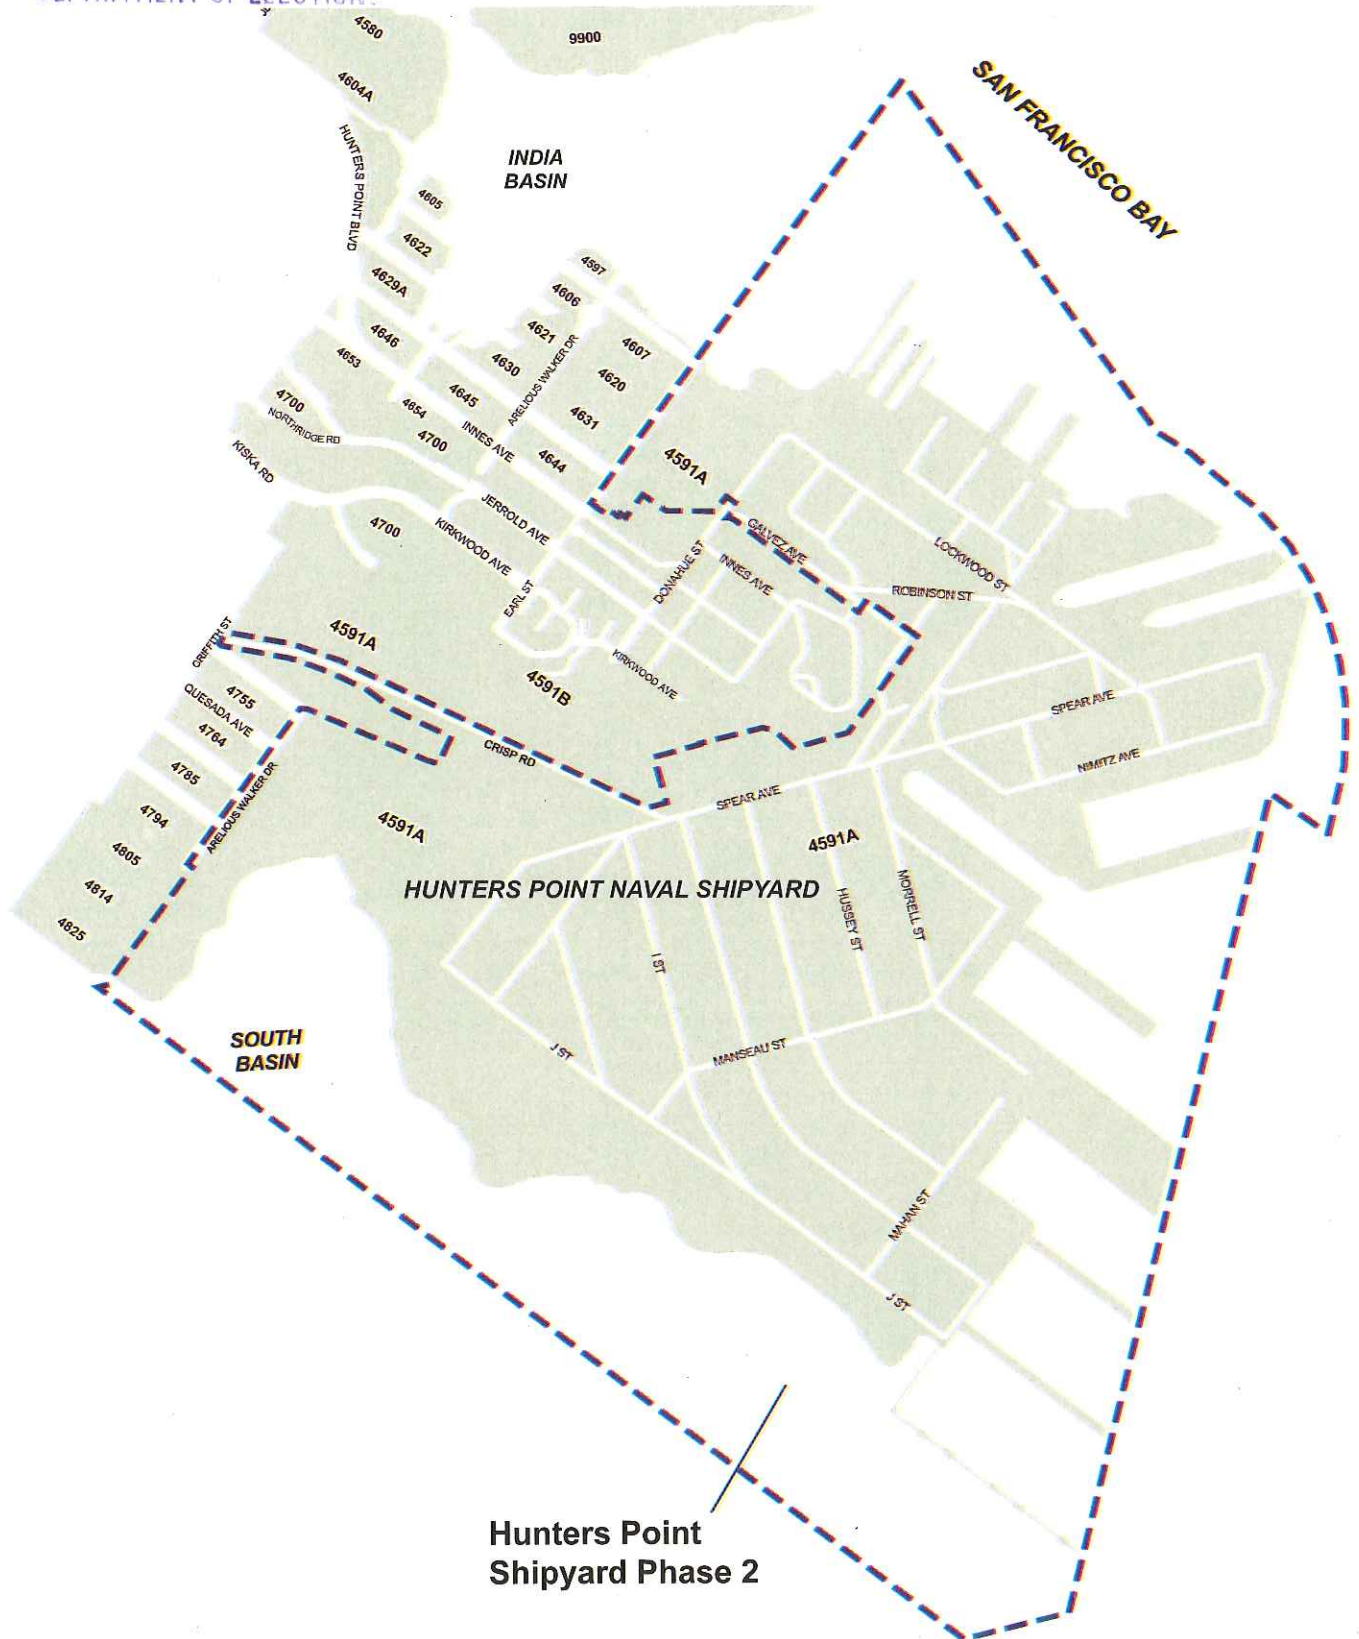 DEPARTMENT OF ELECTIONS
4580
9900
4604A
SAN FRANCISCO BAY
HUNTERS POINT BLVD
INDIA
BASIN
4605
4622
4629A
4597
4606
4646
4621
4607
4653
4630
ARELIOUS WALKER DR
4620
4700
4645
4631
4654
NORTHRIDGE RD
4700
INNES AVE
4644
4591A
KISKA RD
JERROLD AVE
4700
KIRKWOOD AVE
GALVEZ AVE
LOCKWOOD ST
INNES AVE
DONAHUE ST
EARL ST
ROBINSON ST
GRIFFITH ST
4591A
KIRKWOOD AVE
4591B
4755
QUESADA AVE
4764
SPEAR AVE
CRISP RD
NIMITZ AVE
4785
ARELIOUS WALKER DR
SPEAR AVE
4794
4591A
4591A
4805
4814
HUNTERS POINT NAVAL SHIPYARD
HUSSEY ST
MORRELL ST
4825
I ST
SOUTH
BASIN
J ST
MANSEAU ST
MAHAN ST
J ST
Hunters Point
Shipyard Phase 2